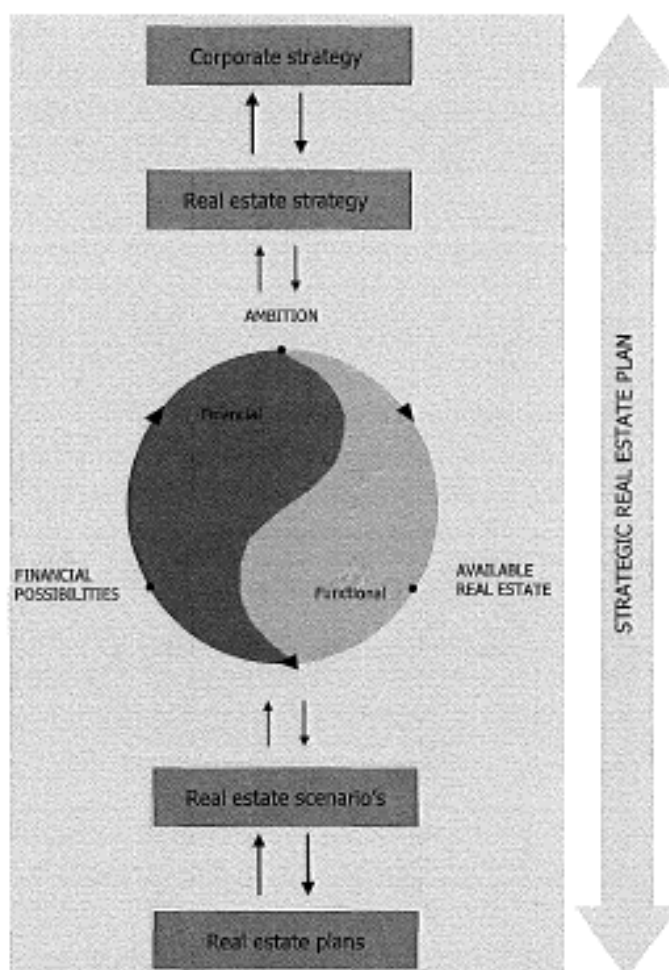 Corporate strategy
Real estate strategy
AMBITION
Financial
FINANCIAL
POSSIBILITIES
Functional
AVAILABLE
REAL ESTATE
Real estate scenario's
Real estate plans
STRATEGIC REAL ESTATE PLAN